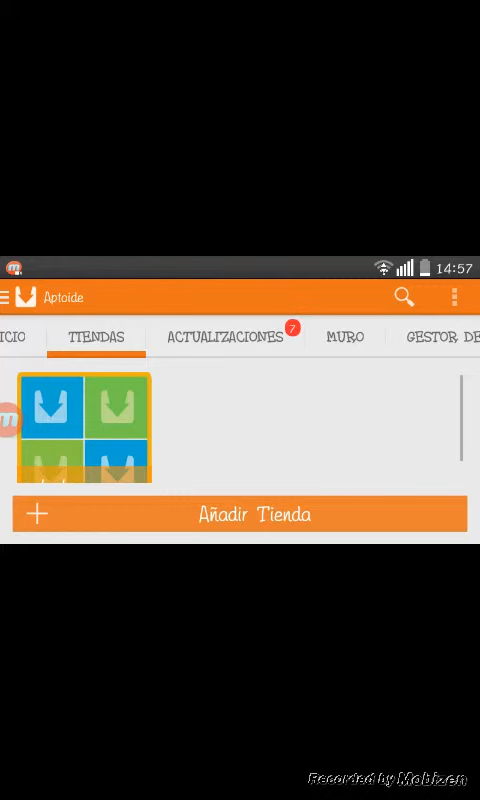 14:57
Aptoide
ICIO TIENDAS ACTUALIZACIONES 7 MURO GESTOR DE
Añadir Tienda
Recorded by Mobizen